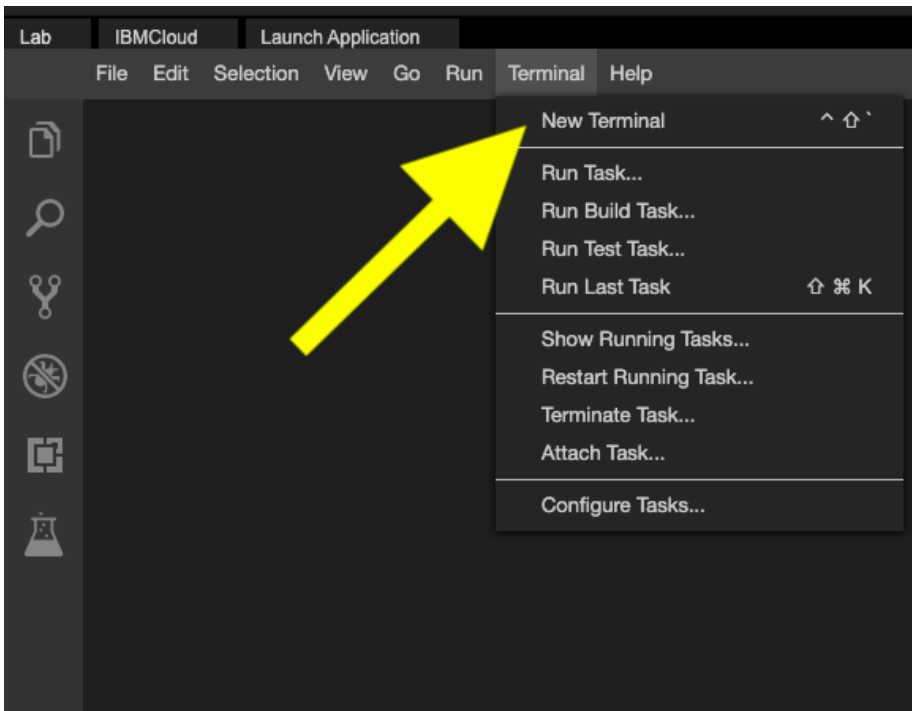 Lab IBMCloud Launch Application
File Edit Selection View Go Run Terminal Help
New Terminal ^ ⇧ `
Run Task...
Run Build Task...
Run Test Task...
Run Last Task ⇧ ⌘ K
Show Running Tasks...
Restart Running Task...
Terminate Task...
Attach Task...
Configure Tasks...